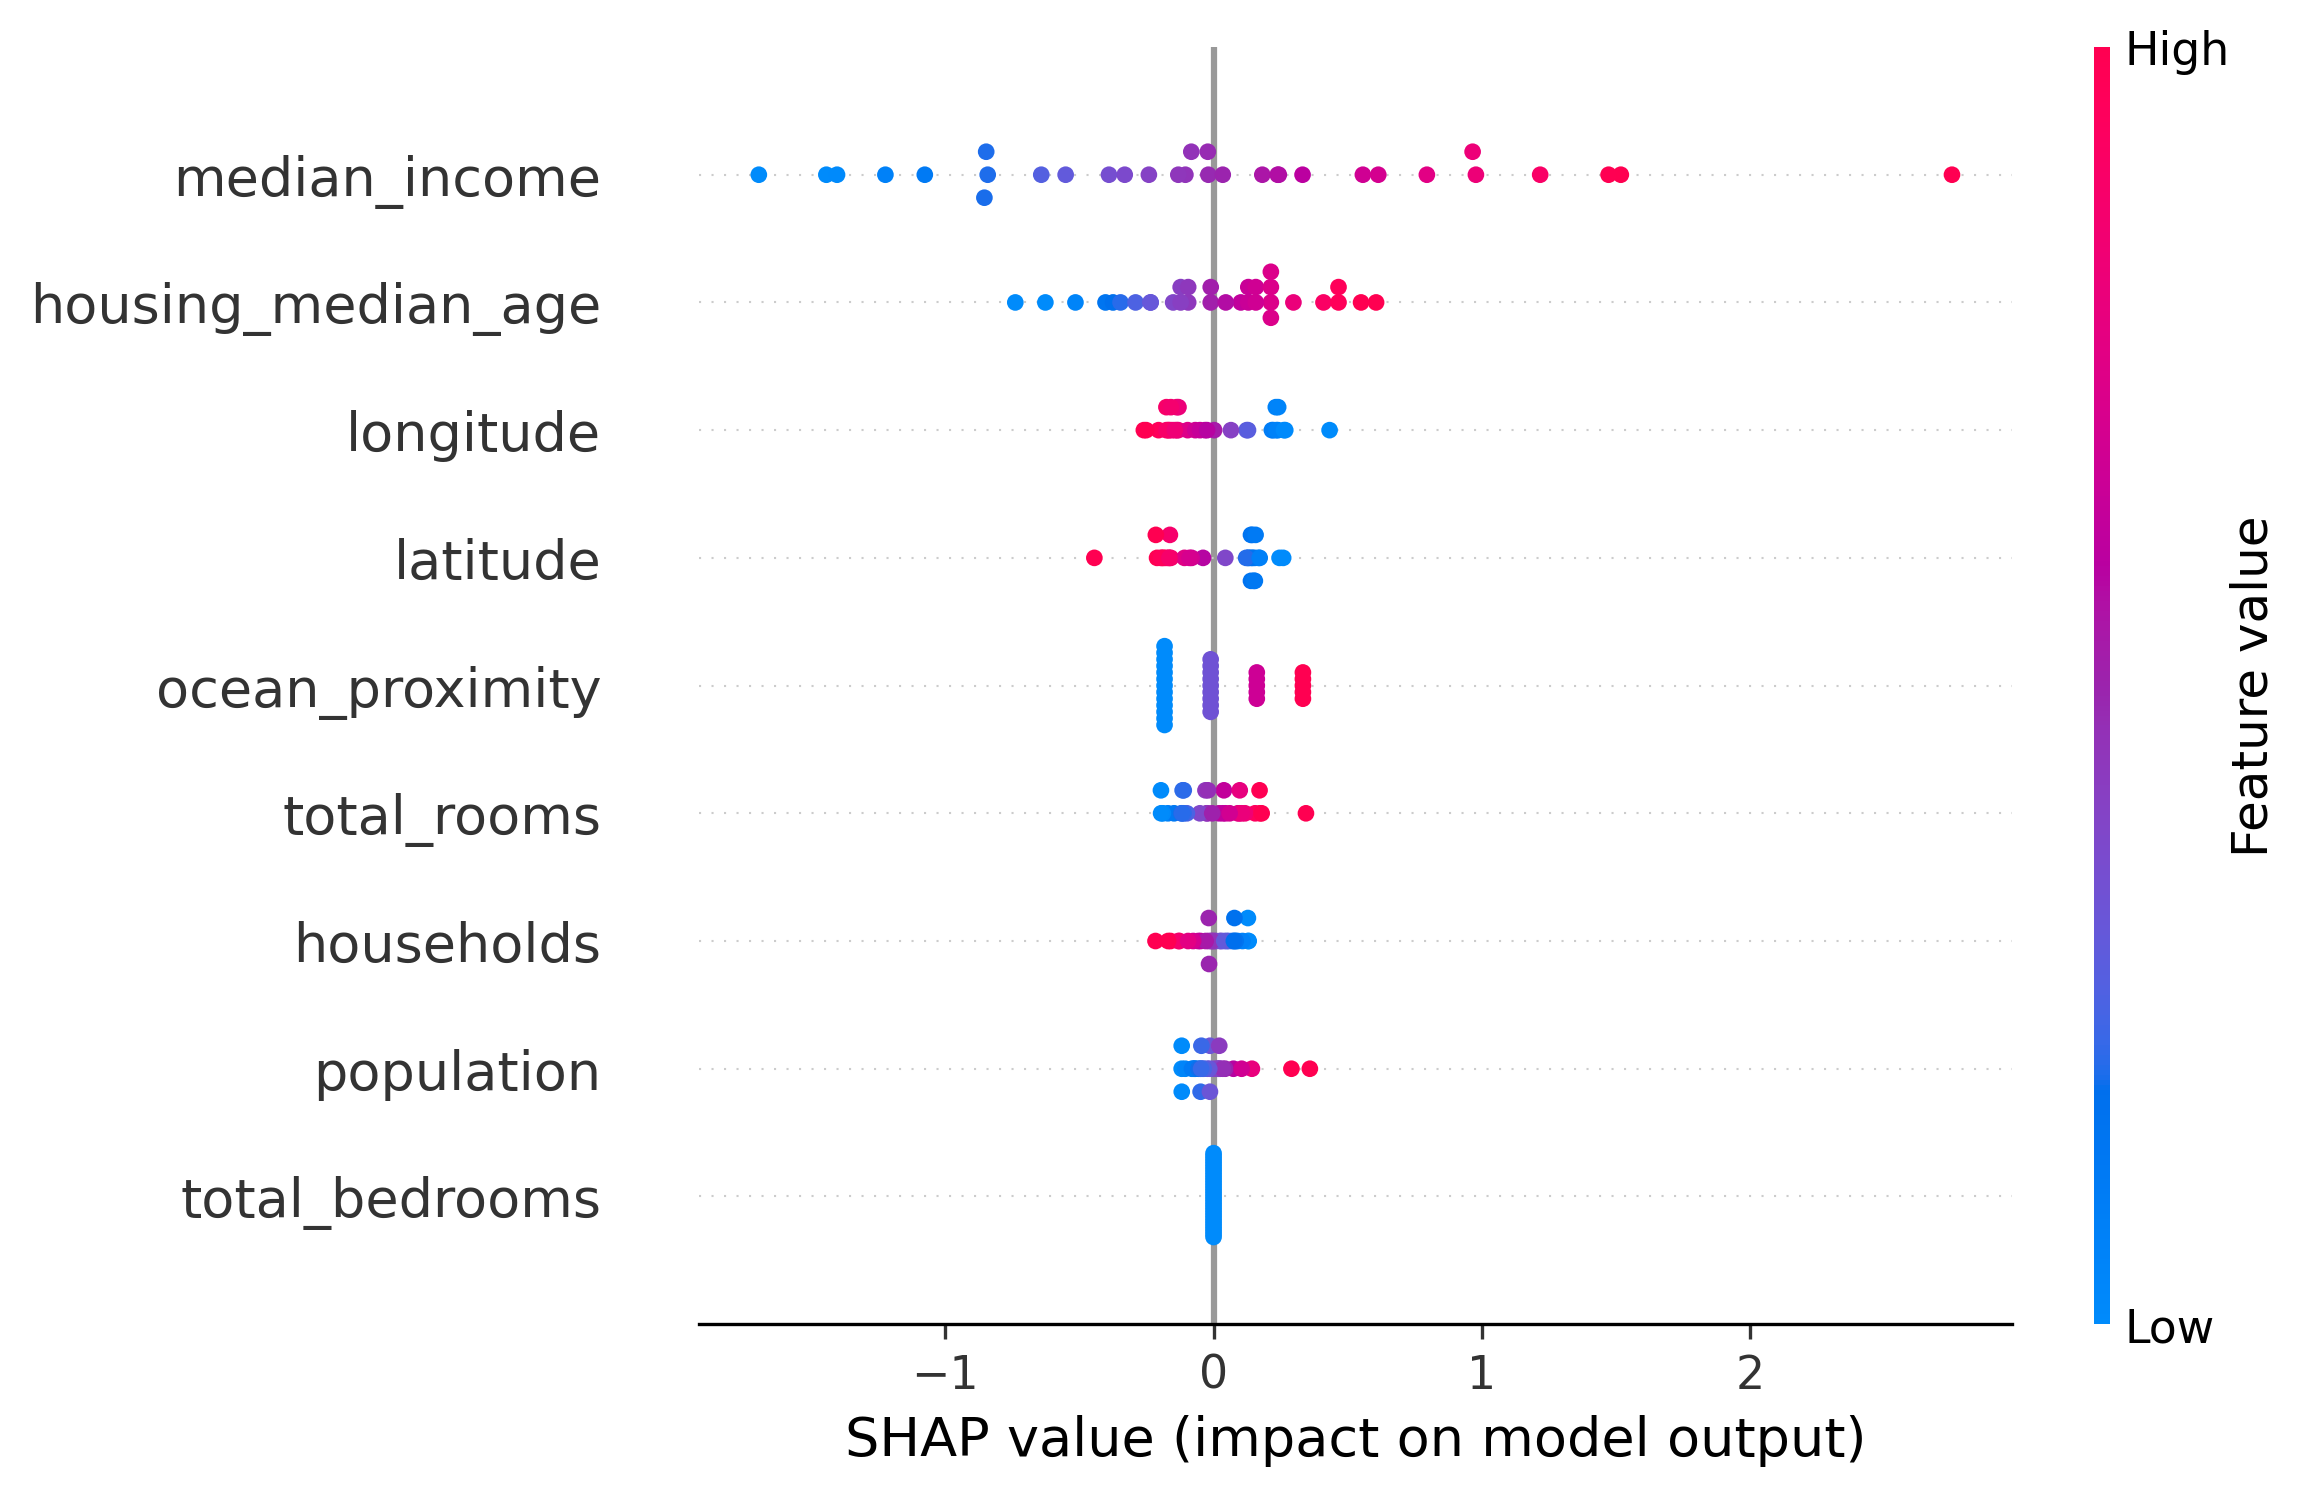 High
median_income
housing_median_age
longitude
latitude
ocean_proximity
total_rooms
households
population
total_bedrooms
Feature value
Low
−1 0 1 2
SHAP value (impact on model output)